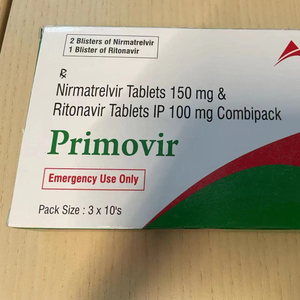 2 Blisters of Nirmatrelvir
1 Blister of Ritonavir
℞
Nirmatrelvir Tablets 150 mg &
Ritonavir Tablets IP 100 mg Combipack
Primovir
Emergency Use Only
Pack Size : 3 x 10's